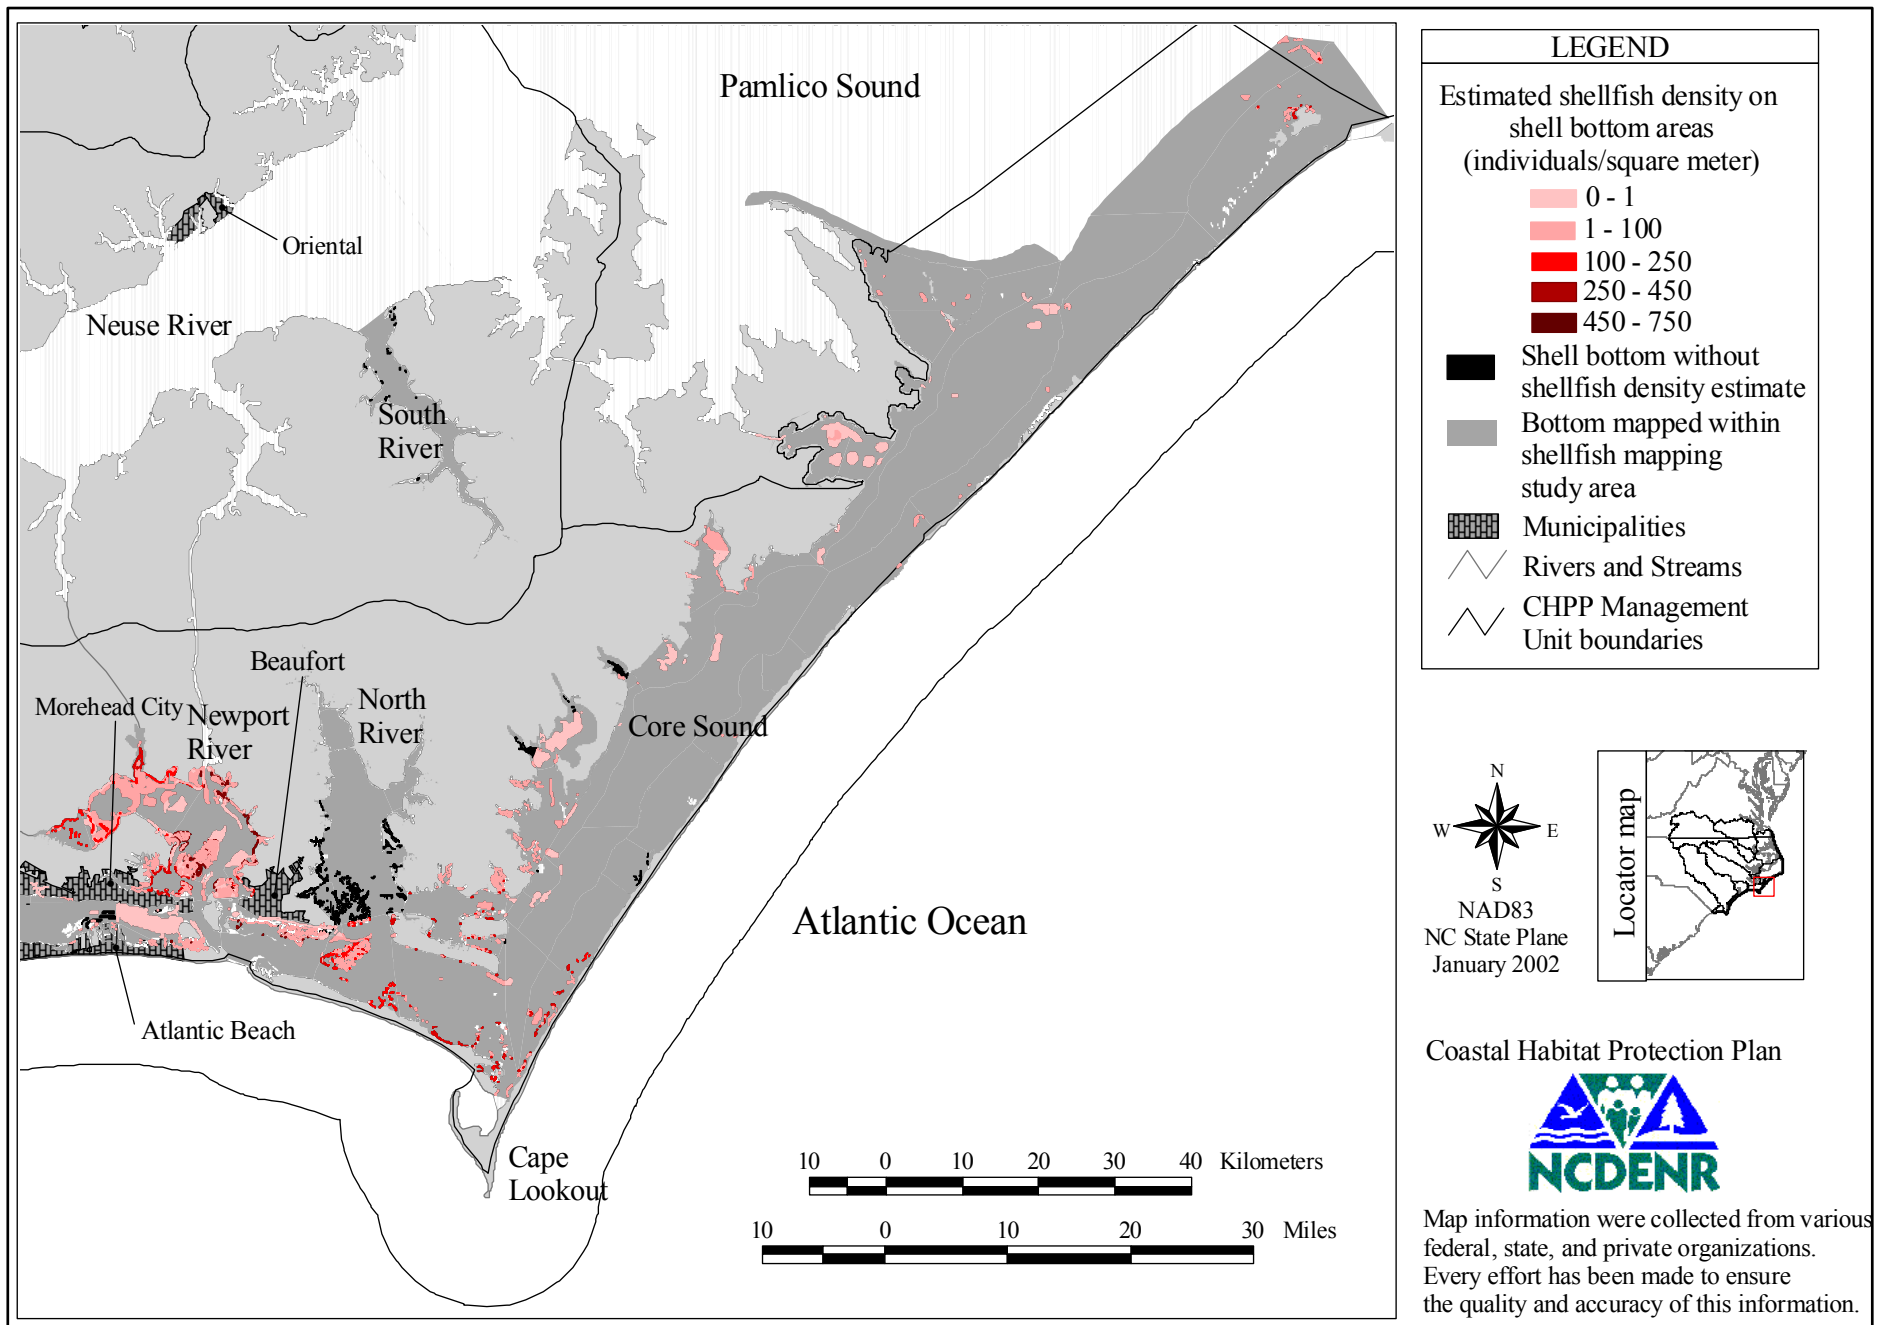 Pamlico Sound
Oriental
Neuse River
South
River
Beaufort
Morehead City
Newport
River
North
River
Core Sound
Atlantic Ocean
Atlantic Beach
Cape
Lookout
10 0 10 20 30 40 Kilometers
10 0 10 20 30 Miles
LEGEND
Estimated shellfish density on
shell bottom areas
(individuals/square meter)
0 - 1
1 - 100
100 - 250
250 - 450
450 - 750
Shell bottom without
shellfish density estimate
Bottom mapped within
shellfish mapping
study area
Municipalities
Rivers and Streams
CHPP Management
Unit boundaries
N
W E
S
NAD83
NC State Plane
January 2002
Locator map
Coastal Habitat Protection Plan
NCDENR
Map information were collected from various
federal, state, and private organizations.
Every effort has been made to ensure
the quality and accuracy of this information.